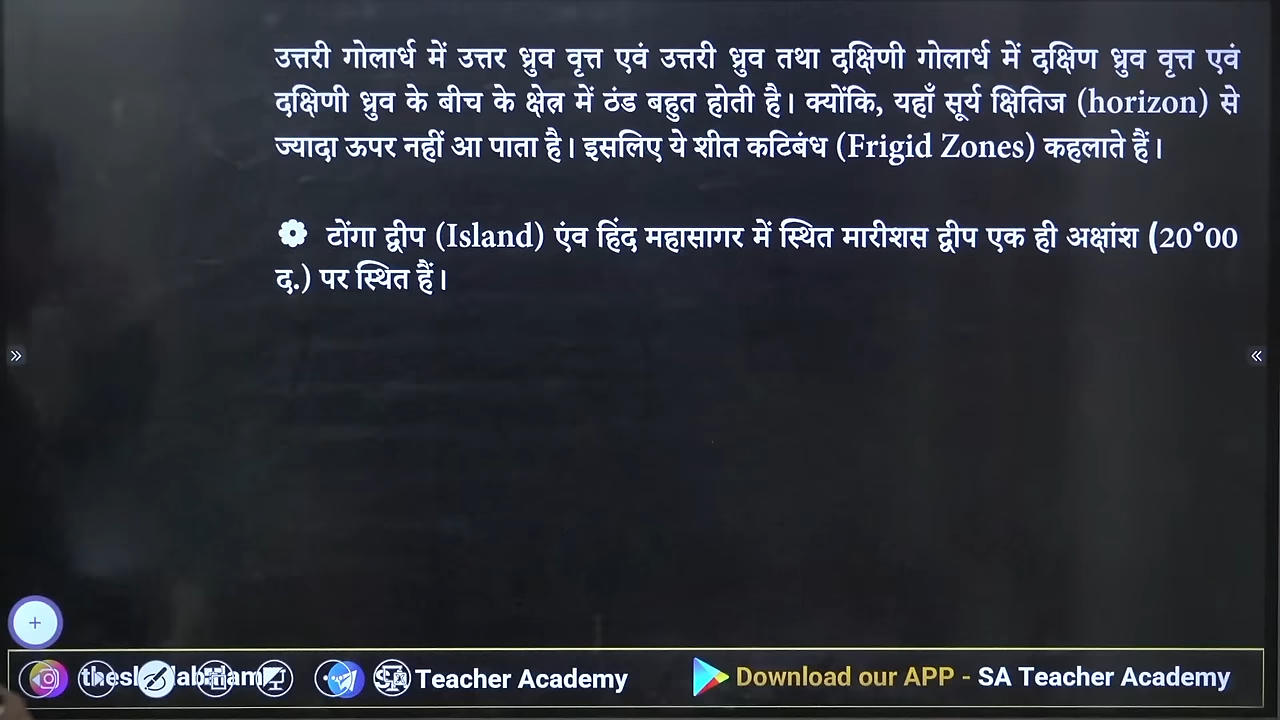 उत्तरी गोलार्ध में उत्तर ध्रुव वृत्त एवं उत्तरी ध्रुव तथा दक्षिणी गोलार्ध में दक्षिण ध्रुव वृत्त एवं
दक्षिणी ध्रुव के बीच के क्षेत्र में ठंड बहुत होती है। क्योंकि, यहाँ सूर्य क्षितिज (horizon) से
ज्यादा ऊपर नहीं आ पाता है। इसलिए ये शीत कटिबंध (Frigid Zones) कहलाते हैं।
टोंगा द्वीप (Island) एंव हिंद महासागर में स्थित मारीशस द्वीप एक ही अक्षांश (20°00
द.) पर स्थित हैं।
Teacher Academy Download our APP - SA Teacher Academy